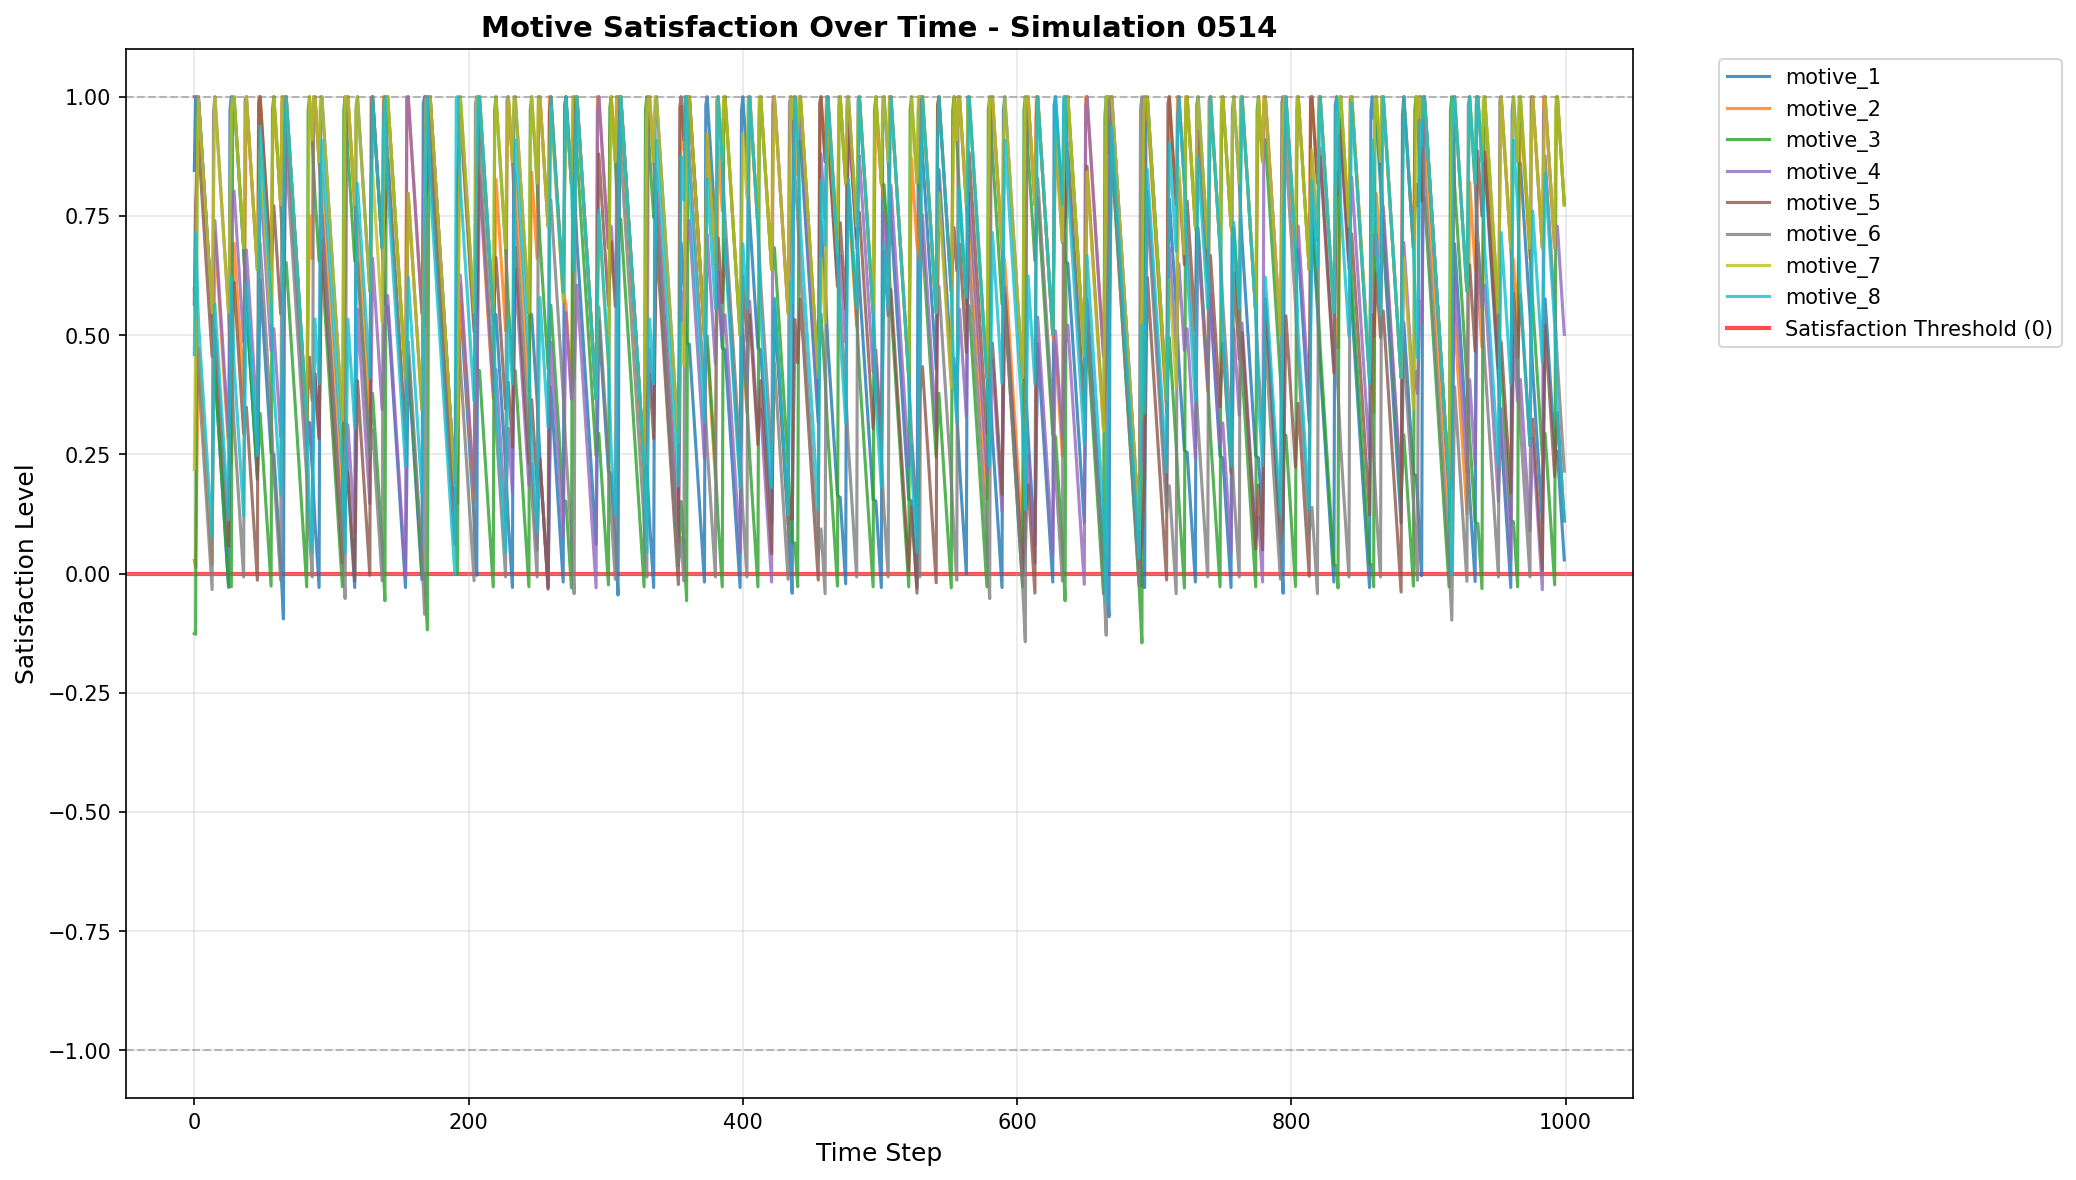 Motive Satisfaction Over Time - Simulation 0514
Satisfaction Level
1.00
0.75
0.50
0.25
0.00
−0.25
−0.50
−0.75
−1.00
0
200
400
600
800
1000
Time Step
motive_1
motive_2
motive_3
motive_4
motive_5
motive_6
motive_7
motive_8
Satisfaction Threshold (0)